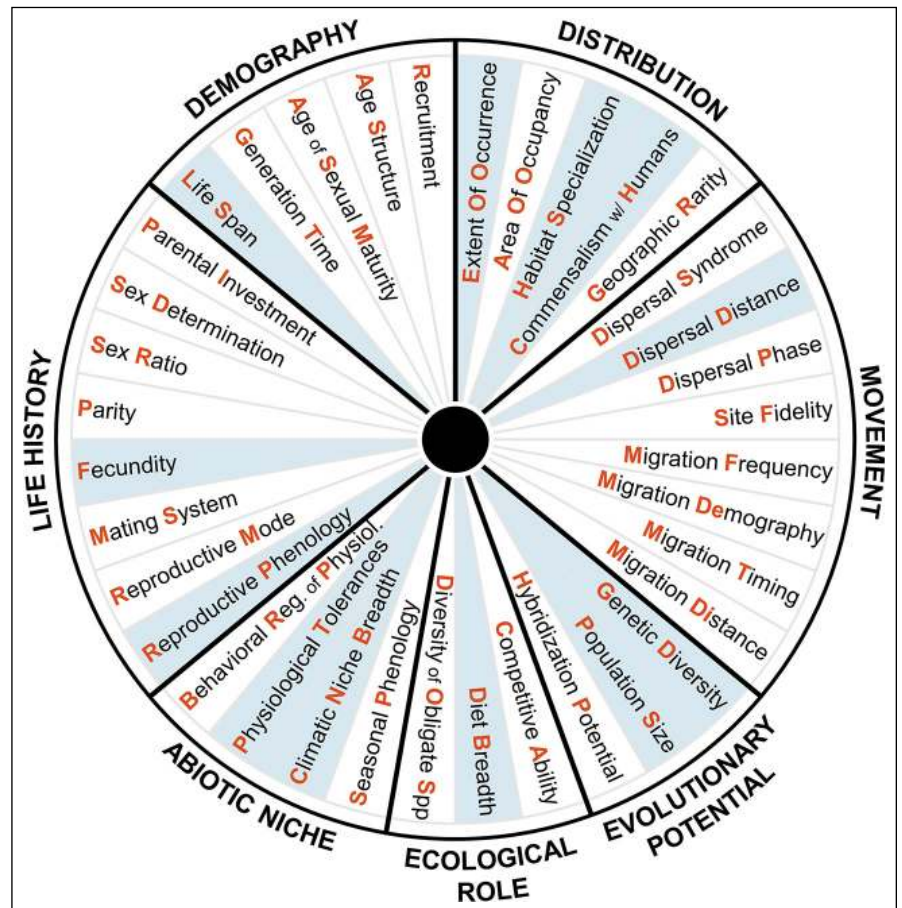 DEMOGRAPHY
Life Span
Generation Time
Age of Sexual Maturity
Age Structure
Recruitment
DISTRIBUTION
Extent Of Occurrence
Area Of Occupancy
Habitat Specialization
Commensalism w/ Humans
Geographic Rarity
MOVEMENT
Dispersal Syndrome
Dispersal Distance
Dispersal Phase
Site Fidelity
Migration Frequency
Migration Demography
Migration Timing
Migration DIstance
EVOLUTIONARY
POTENTIAL
Genetic Diversity
Population Size
Hybridization Potential
ECOLOGICAL
ROLE
Competitive Ability
Diet Breadth
Diversity of Obligate Spp
ABIOTIC NICHE
Seasonal Phenology
Climatic Niche Breadth
Physiological Tolerances
Behavioral Reg. of Physiol.
LIFE HISTORY
Reproductive Phenology
Reproductive Mode
Mating System
Fecundity
Parity
Sex Ratio
Sex Determination
Parental Investment